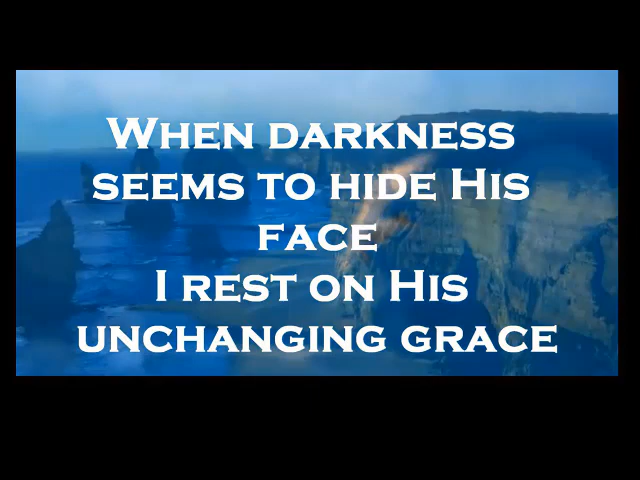 When darkness
seems to hide His
face
I rest on His
unchanging grace